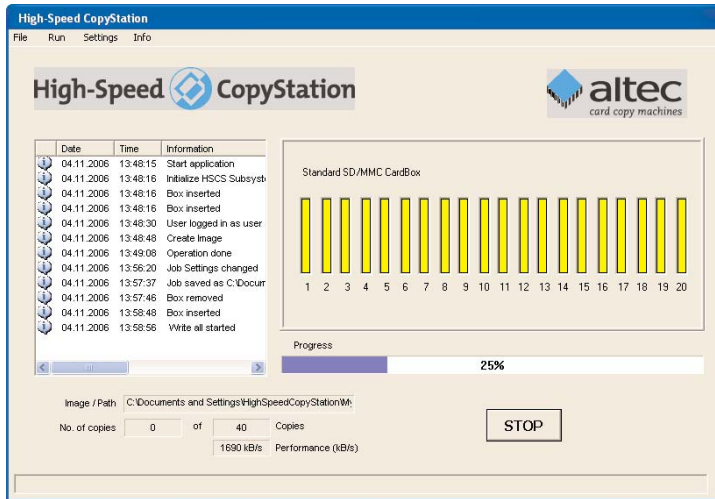 High-Speed CopyStation
File Run Settings Info
High-Speed CopyStation
altec
card copy machines
Date Time Information
04.11.2006 13:48:15 Start application
04.11.2006 13:48:16 Initialize HSCS Subsyst
04.11.2006 13:48:16 Box inserted
04.11.2006 13:48:16 Box inserted
04.11.2006 13:48:30 User logged in as user
04.11.2006 13:48:48 Create Image
04.11.2006 13:49:08 Operation done
04.11.2006 13:56:20 Job Settings changed
04.11.2006 13:57:37 Job saved as C:\Docum
04.11.2006 13:57:46 Box removed
04.11.2006 13:58:48 Box inserted
04.11.2006 13:58:56 Write all started
Standard SD/MMC CardBox
1 2 3 4 5 6 7 8 9 10 11 12 13 14 15 16 17 18 19 20
Progress
25%
Image / Path C:\Documents and Settings\HighSpeedCopyStation\My
No. of copies 0 of 40 Copies
1690 kB/s Performance (kB/s)
STOP